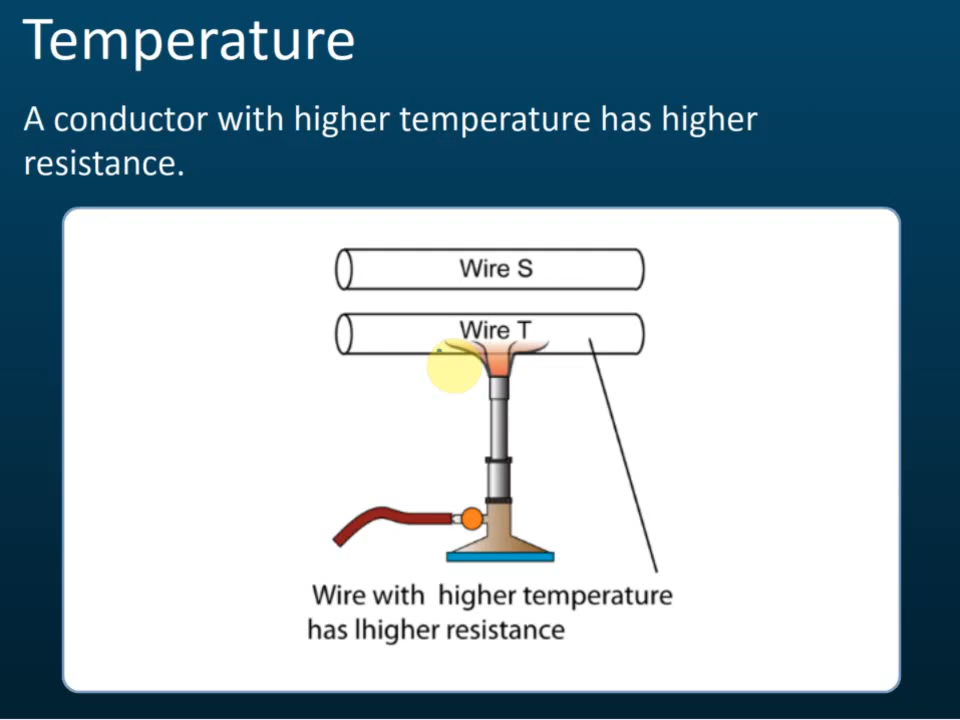 Temperature
A conductor with higher temperature has higher
resistance.
Wire S
Wire T
Wire with higher temperature
has lhigher resistance